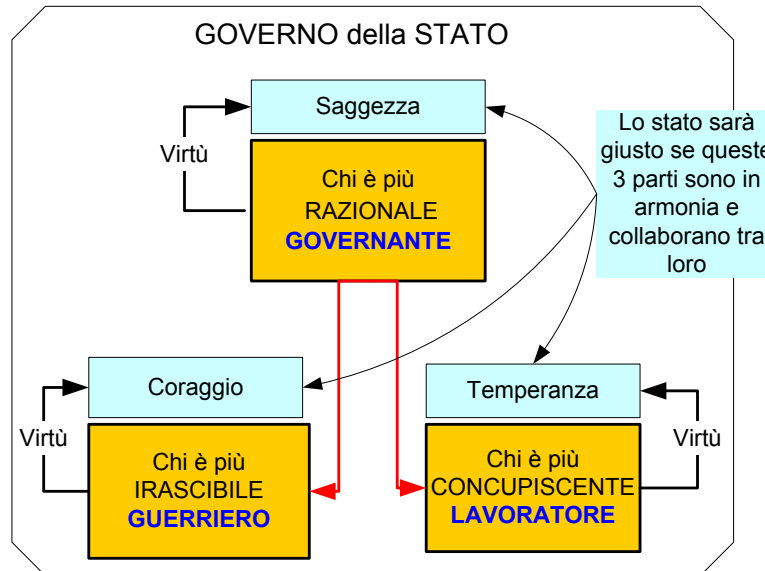 GOVERNO della STATO
Saggezza
Virtù
Chi è più
RAZIONALE
GOVERNANTE
Lo stato sarà
giusto se queste
3 parti sono in
armonia e
collaborano tra
loro
Coraggio
Virtù
Chi è più
IRASCIBILE
GUERRIERO
Temperanza
Virtù
Chi è più
CONCUPISCENTE
LAVORATORE